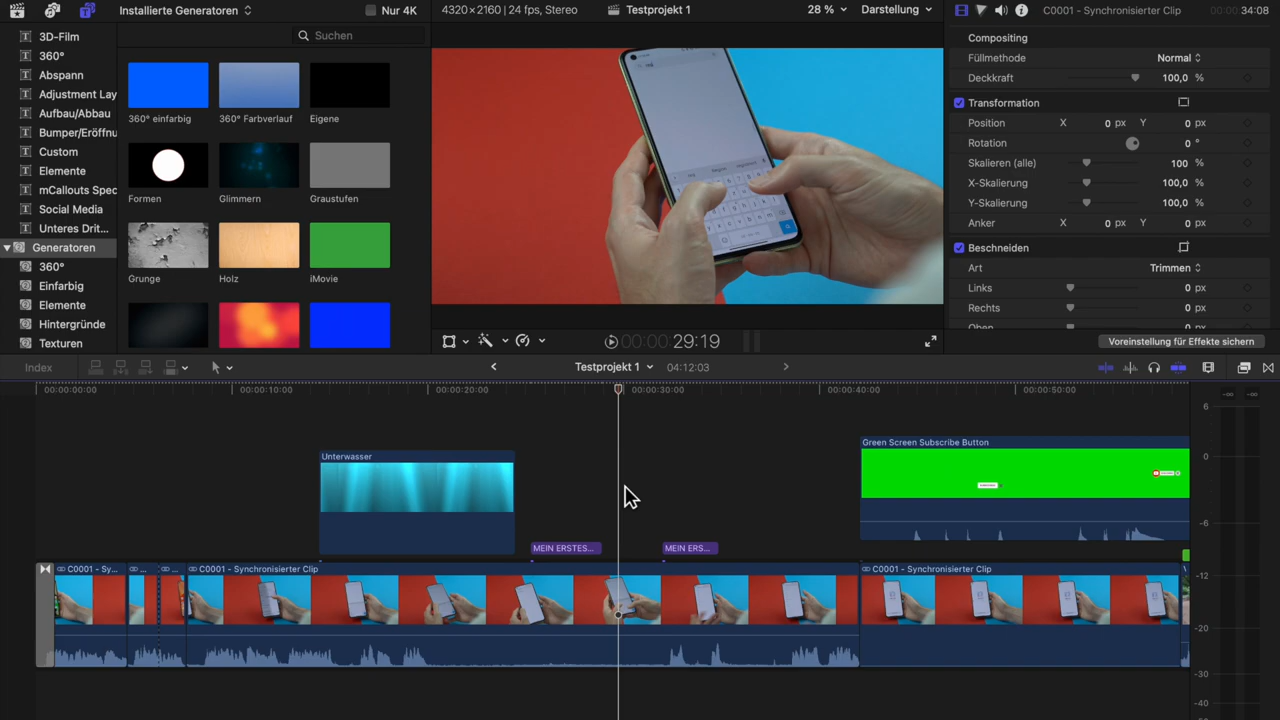 Installierte Generatoren
Nur 4K
4320×2160 | 24 fps, Stereo
Testprojekt 1
28 %
Darstellung
C0001 - Synchronisierter Clip
00:00:34:08
3D-Film
360°
Abspann
Adjustment Lay
Aufbau/Abbau
Bumper/Eröffnu
Custom
Elemente
mCallouts Spec
Social Media
Unteres Drit...
Generatoren
360°
Einfarbig
Elemente
Hintergründe
Texturen
Suchen
360° einfarbig
360° Farbverlauf
Eigene
Formen
Glimmern
Graustufen
Grunge
Holz
iMovie
00:00:29:19
Compositing
Füllmethode
Normal
Deckkraft
100,0 %
Transformation
Position
X
0 px
Y
0 px
Rotation
0 °
Skalieren (alle)
100 %
X-Skalierung
100,0 %
Y-Skalierung
100,0 %
Anker
X
0 px
Y
0 px
Beschneiden
Art
Trimmen
Links
0 px
Rechts
0 px
Oben
0 px
Voreinstellung für Effekte sichern
Index
Testprojekt 1
04:12:03
00:00:00:00
00:00:10:00
00:00:20:00
00:00:30:00
00:00:40:00
00:00:50:00
Unterwasser
Green Screen Subscribe Button
MEIN ERSTES...
MEIN ERS...
C0001 - Sy...
C0001 - Synchronisierter Clip
C0001 - Synchronisierter Clip
-∞
-∞
6
0
-6
-12
-20
-30
-40